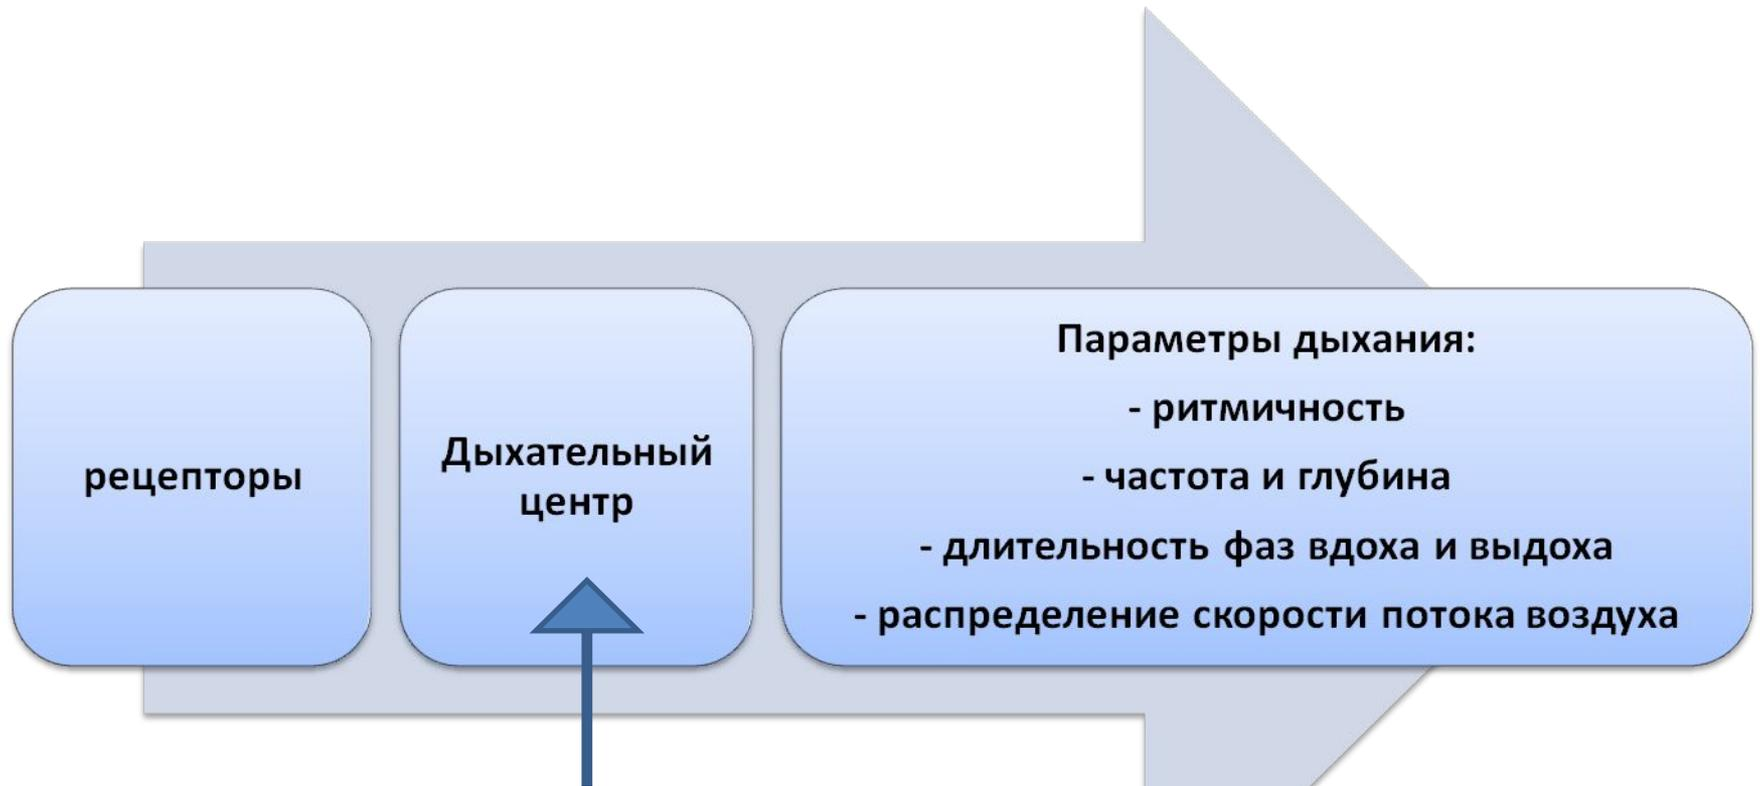 рецепторы
Дыхательный
центр
Параметры дыхания:
- ритмичность
- частота и глубина
- длительность фаз вдоха и выдоха
- распределение скорости потока воздуха